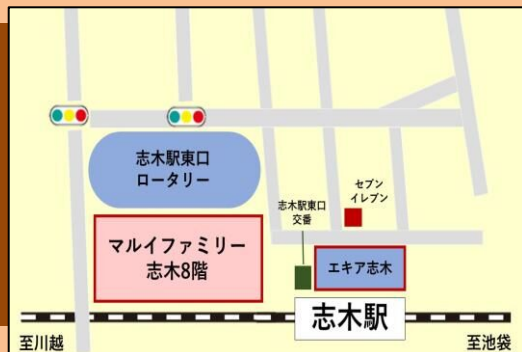 志木駅東口
ロータリー
セブン
イレブン
志木駅東口
交番
マルイファミリー
志木8階
エキア志木
志木駅
至川越
至池袋